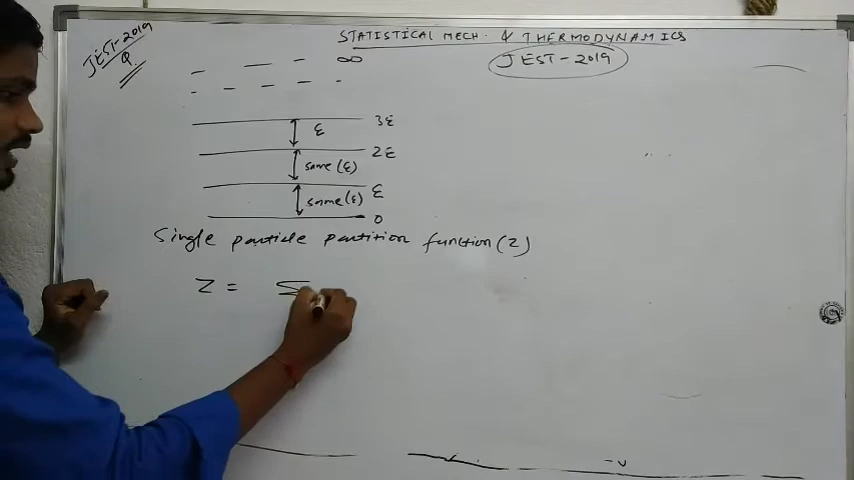 STATISTICAL MECH. & THERMODYNAMICS
JEST-2019
Q.
JEST-2019
∞
3ε
ε
2ε
same (ε)
ε
same (ε)
0
Single particle partition function (Z)
Z = Σ